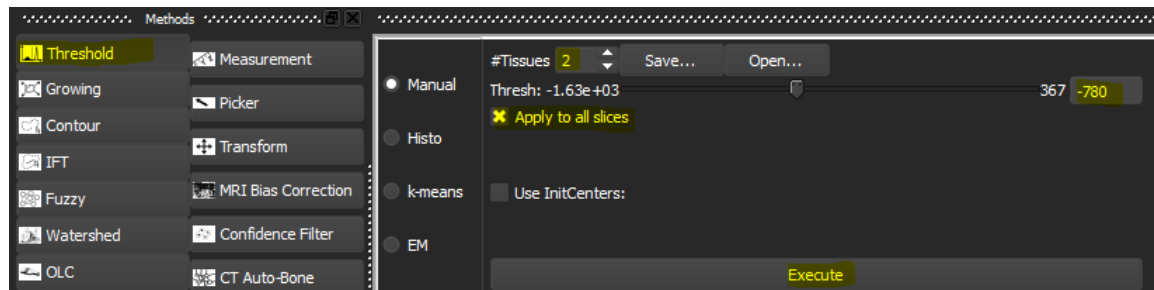 Methods
Threshold
Growing
Contour
IFT
Fuzzy
Watershed
OLC
Measurement
Picker
Transform
MRI Bias Correction
Confidence Filter
CT Auto-Bone
Manual
Histo
k-means
EM
#Tissues 2 Save... Open...
Thresh: -1.63e+03 367 -780
Apply to all slices
Use InitCenters:
Execute